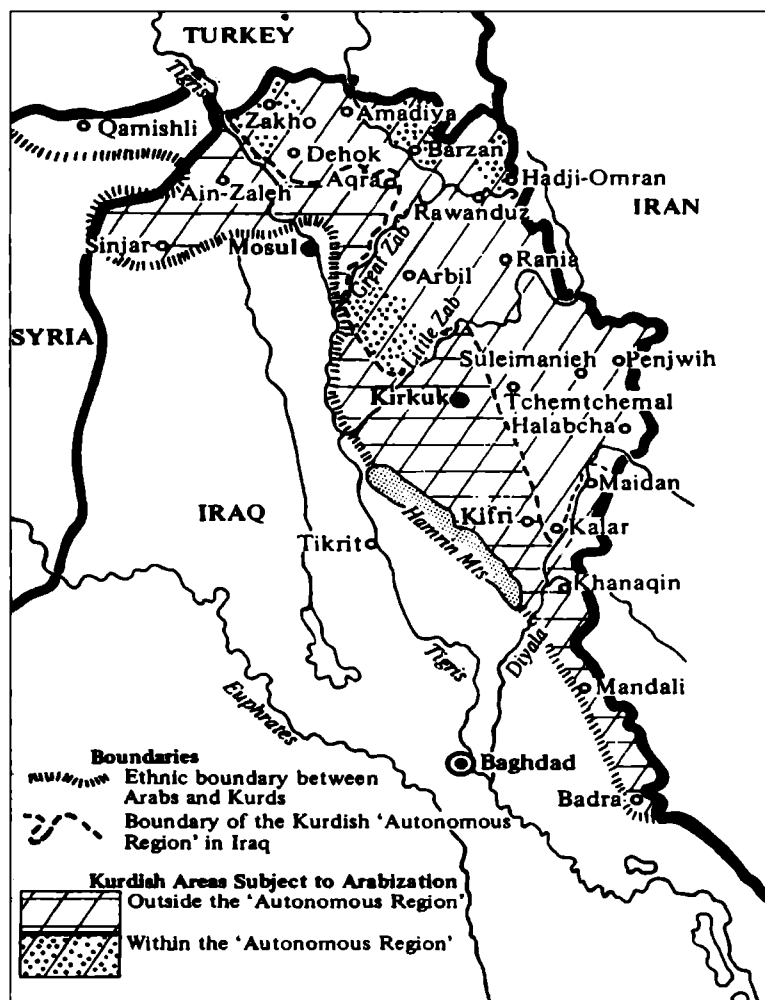 TURKEY
Tigris
Qamishli
Zakho
Amadiya
Dehok
Barzan
Ain-Zaleh
Aqra
Hadji-Omran
Rawanduz
IRAN
Sinjar
Mosul
Great Zab
Arbil
Rania
SYRIA
Little Zab
Suleimanieh
Penjwih
Kirkuk
Tchemtchemal
Halabcha
Maidan
IRAQ
Hamrin Mts
Kifri
Kalar
Tikrit
Khanaqin
Diyala
Tigris
Mandali
Euphrates
Baghdad
Badra
Boundaries
Ethnic boundary between
Arabs and Kurds
Boundary of the Kurdish 'Autonomous
Region' in Iraq
Kurdish Areas Subject to Arabization
Outside the 'Autonomous Region'
Within the 'Autonomous Region'